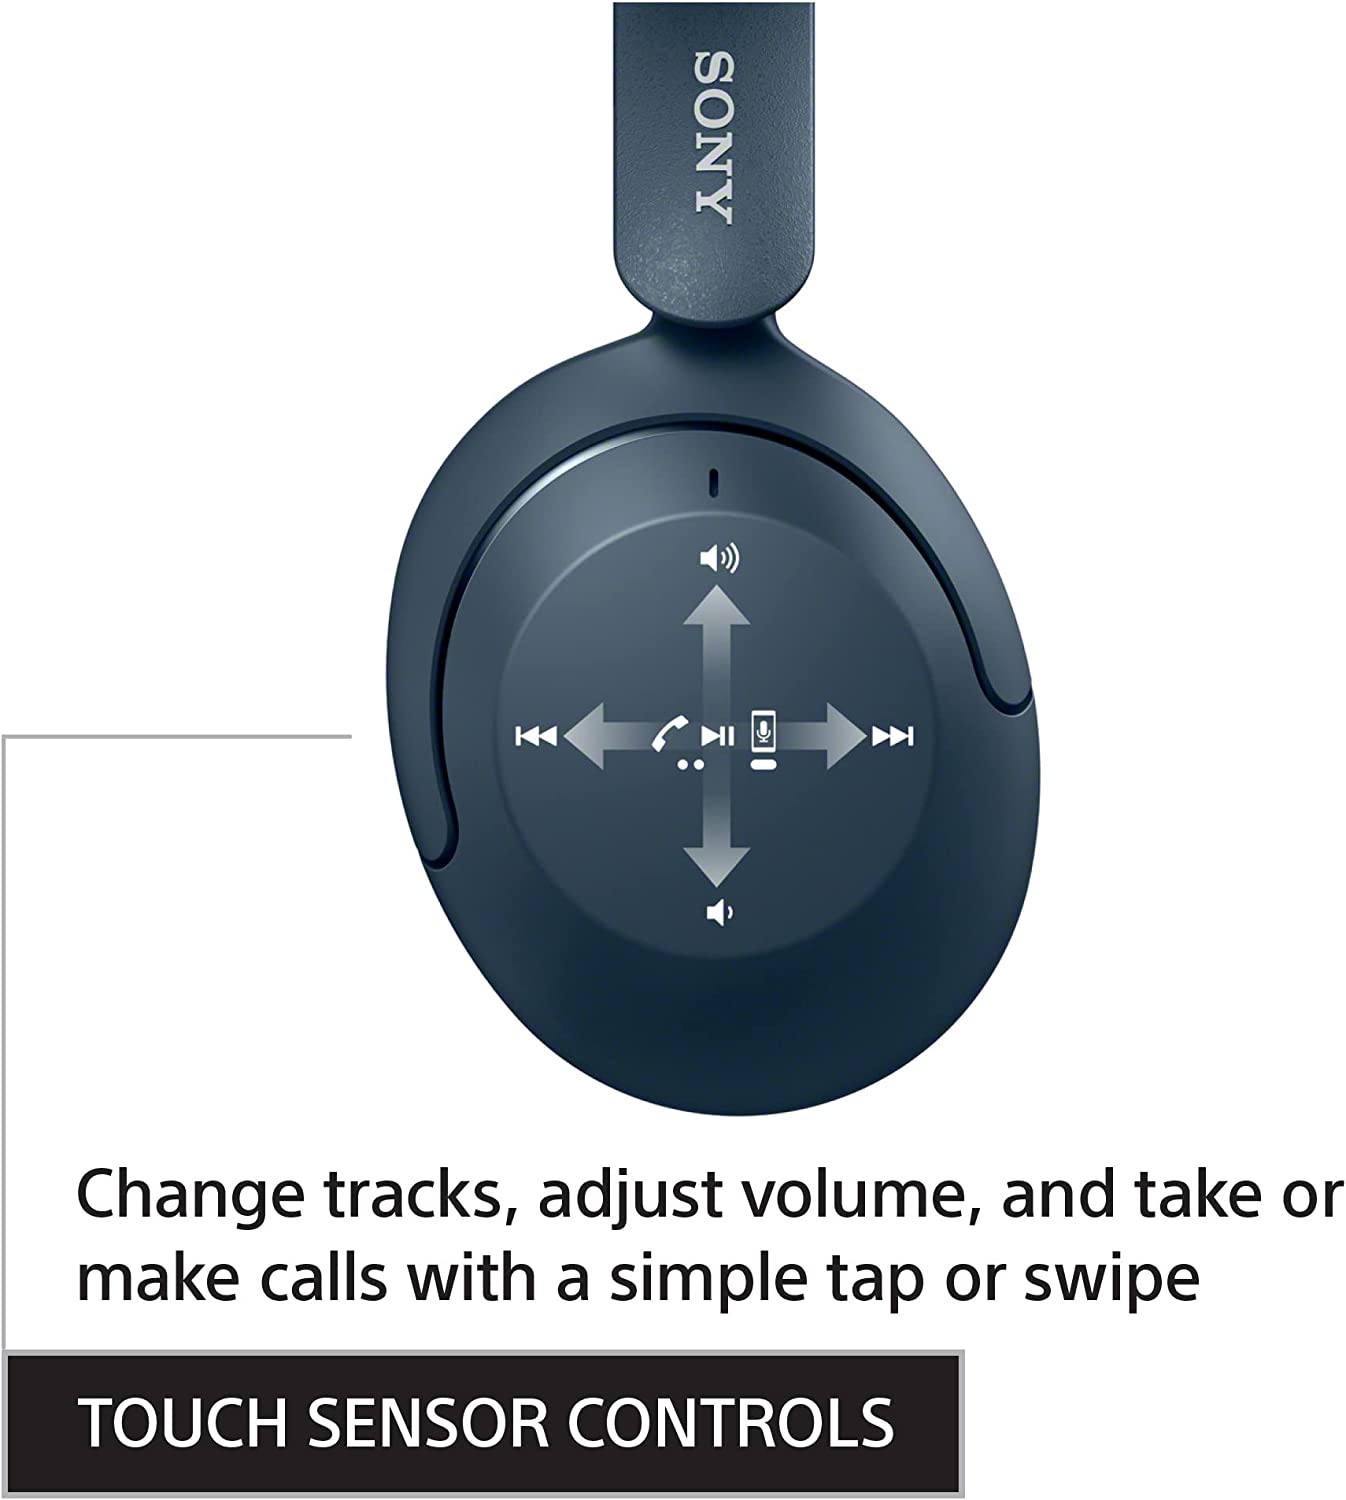 SONY
Change tracks, adjust volume, and take or
make calls with a simple tap or swipe
TOUCH SENSOR CONTROLS